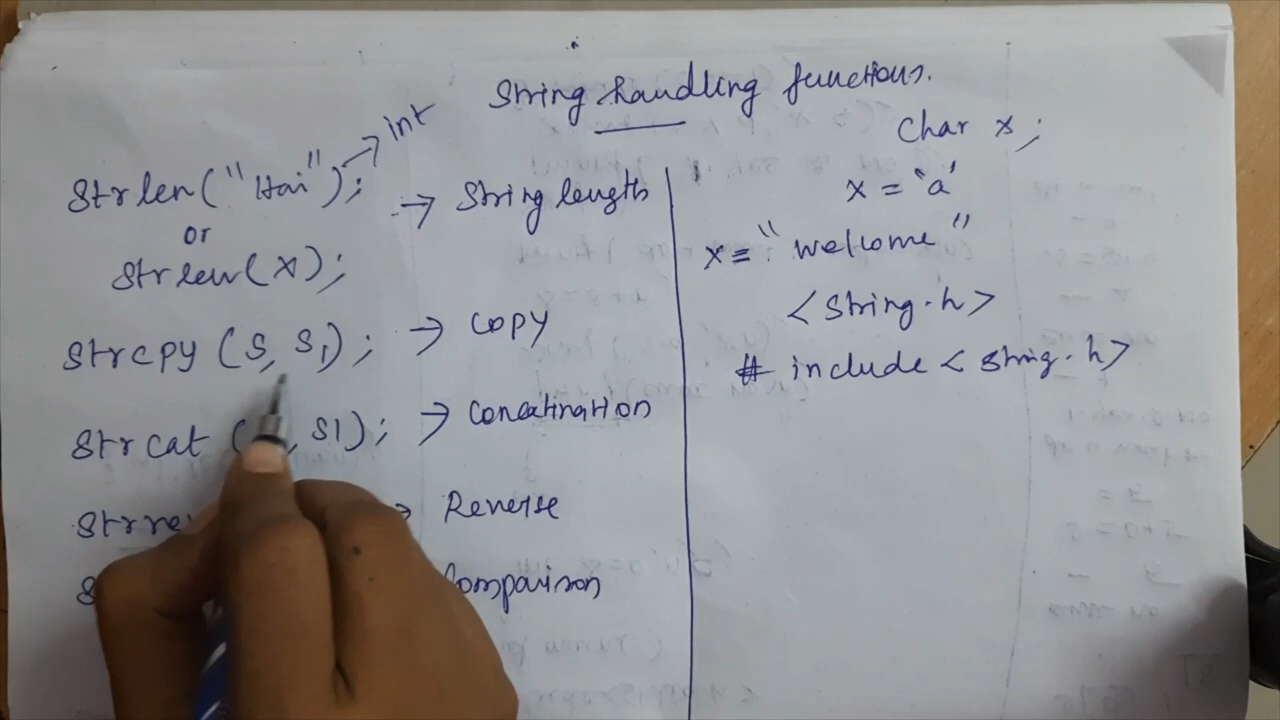 String handling functions.
Strlen("Hai"); → int → String length
or
Strlen(x);
Strcpy (S, S1); → Copy
Strcat ( , S1); → Concatination
→ Reverse
Comparison
Char x;
x = 'a'
x = "welcome"
<String.h>
# include < string.h>